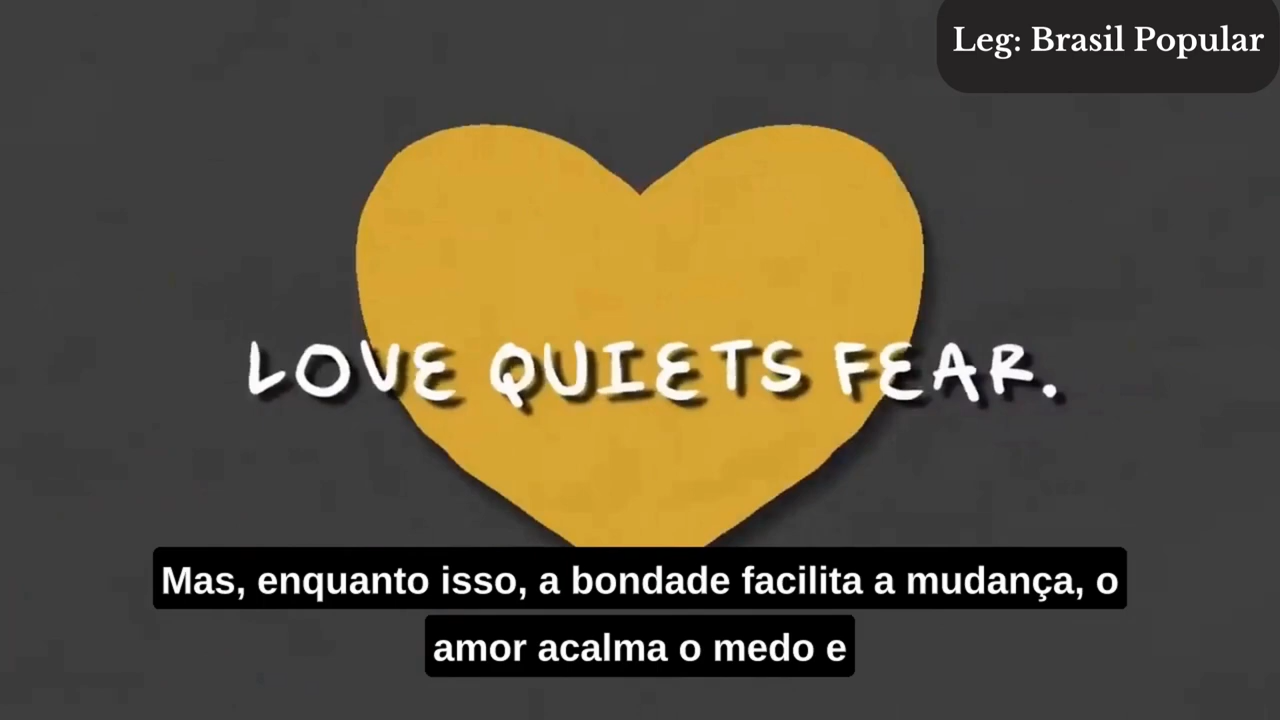 Leg: Brasil Popular
LOVE QUIETS FEAR.
Mas, enquanto isso, a bondade facilita a mudança, o
amor acalma o medo e